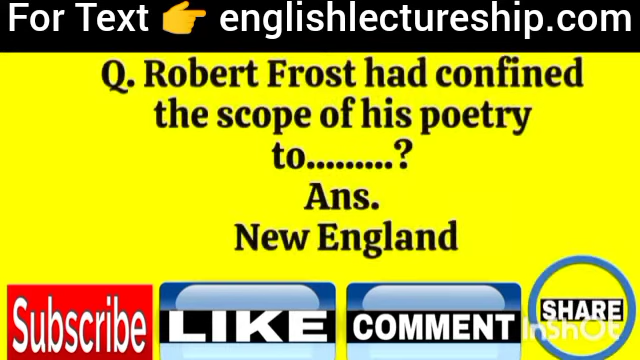 For Text 👉 englishlectureship.com
Q. Robert Frost had confined
the scope of his poetry
to.........?
Ans.
New England
Subscribe LIKE COMMENT SHARE
InShOt